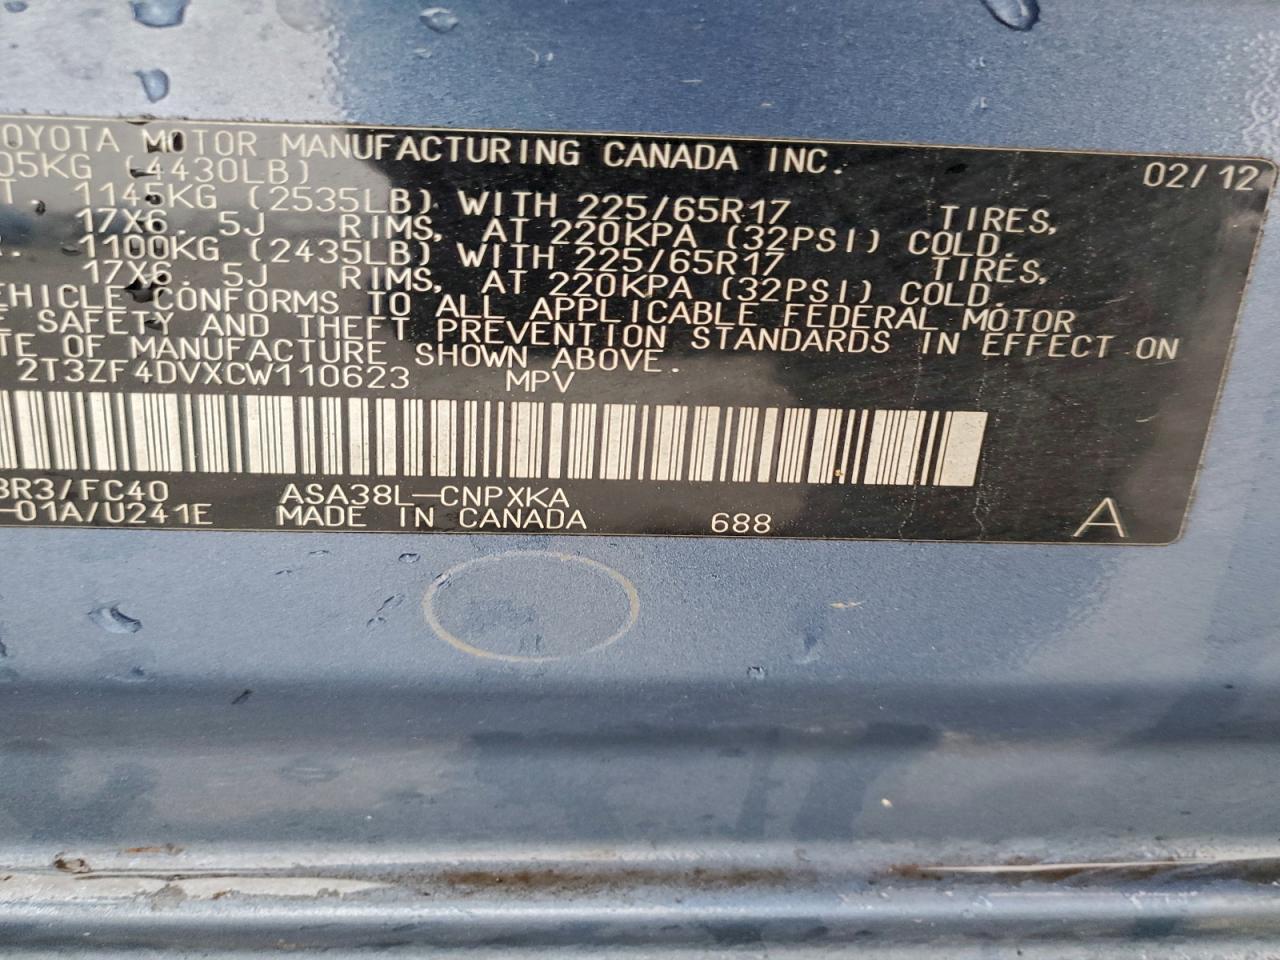 OYOTA MOTOR MANUFACTURING CANADA INC. 02/12
05KG (4430LB)
T. 1145KG (2535LB) WITH 225/65R17 TIRES,
17X6.5J RIMS, AT 220KPA (32PSI) COLD.
R. 1100KG (2435LB) WITH 225/65R17 TIRES,
17X6.5J RIMS, AT 220KPA (32PSI) COLD.
EHICLE CONFORMS TO ALL APPLICABLE FEDERAL MOTOR
E SAFETY AND THEFT PREVENTION STANDARDS IN EFFECT ON
TE OF MANUFACTURE SHOWN ABOVE.
2T3ZF4DVXCW110623 MPV
8R3/FC40 ASA38L-CNPXKA
-01A/U241E MADE IN CANADA 688 A